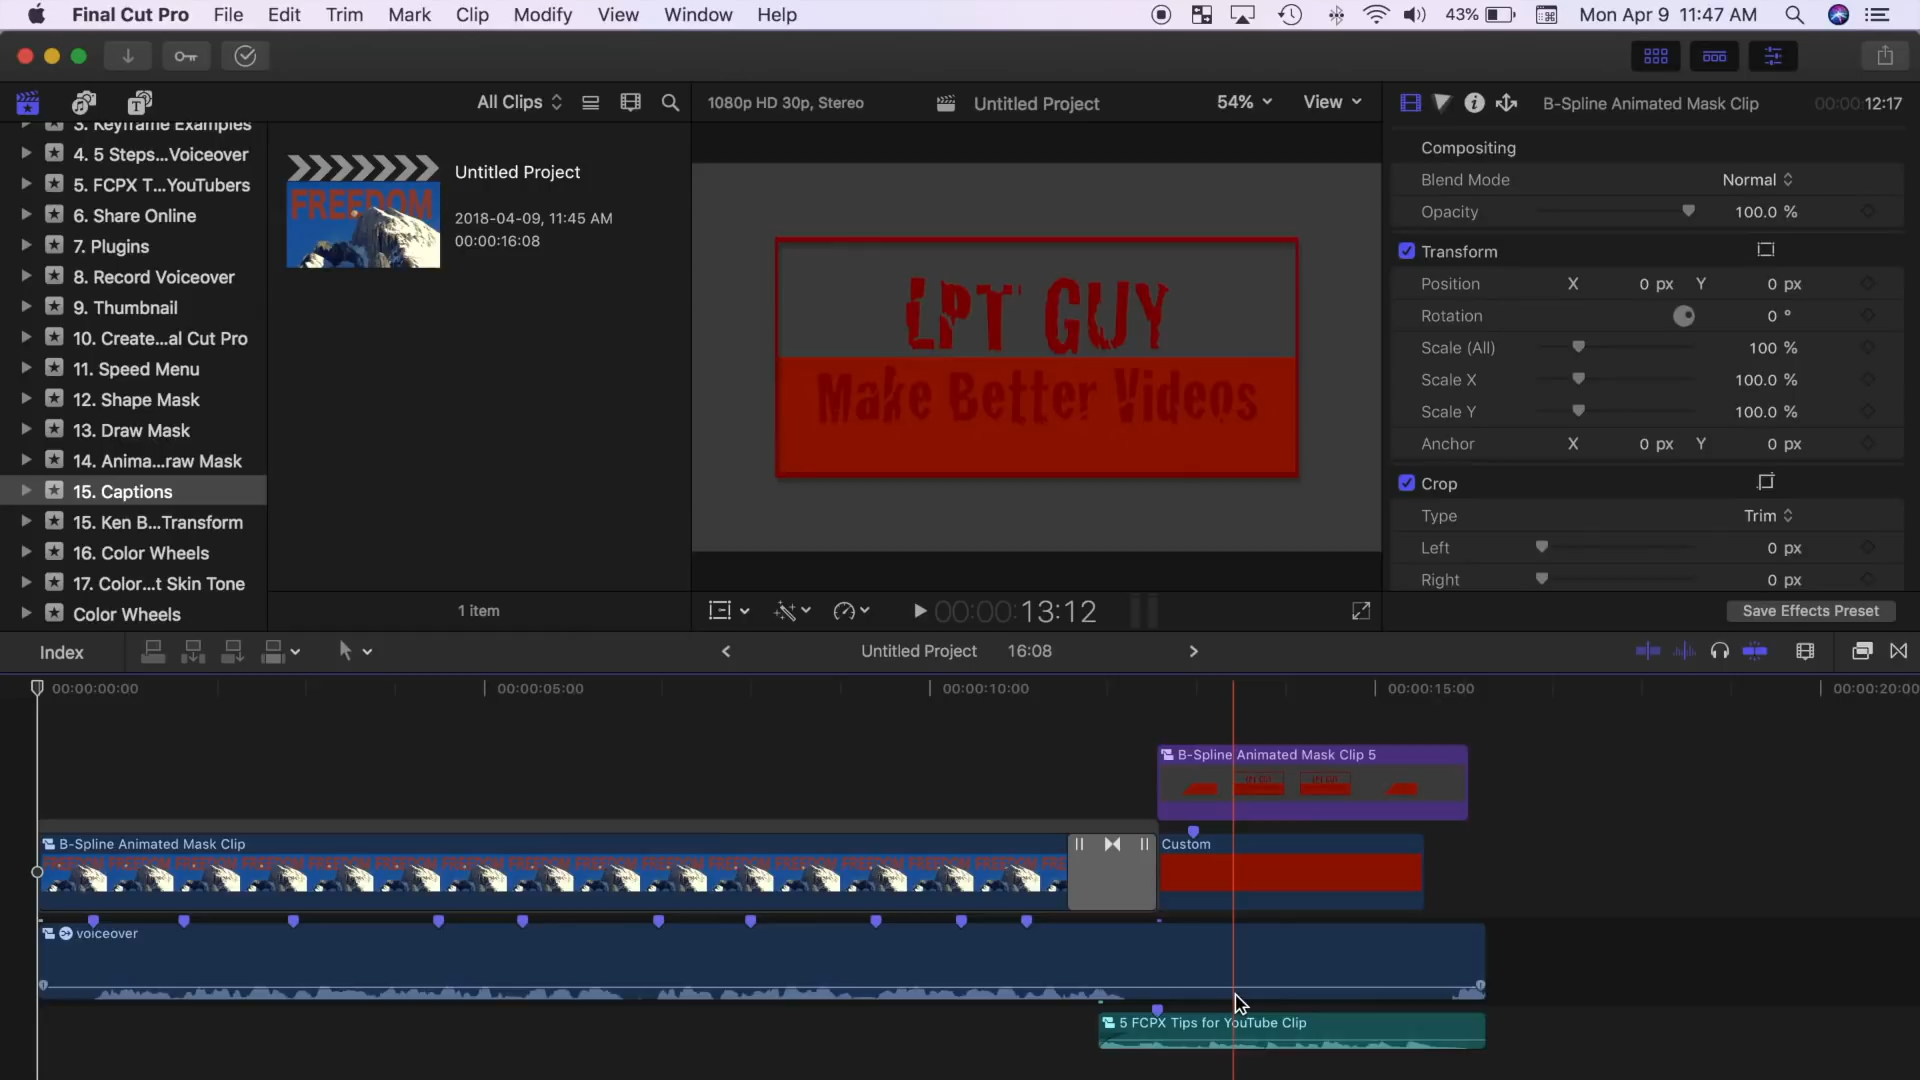 Final Cut Pro File Edit Trim Mark Clip Modify View Window Help 43% Mon Apr 9 11:47 AM
All Clips
1080p HD 30p, Stereo
Untitled Project
54%
View
B-Spline Animated Mask Clip
00:00:12:17
3. Keyframe Examples
4. 5 Steps...Voiceover
5. FCPX T...YouTubers
6. Share Online
7. Plugins
8. Record Voiceover
9. Thumbnail
10. Create...al Cut Pro
11. Speed Menu
12. Shape Mask
13. Draw Mask
14. Anima...raw Mask
15. Captions
15. Ken B...Transform
16. Color Wheels
17. Color...t Skin Tone
Color Wheels
FREEDOM
Untitled Project
2018-04-09, 11:45 AM
00:00:16:08
1 item
LPT GUY
Make Better Videos
00:00:13:12
Compositing
Blend Mode Normal
Opacity 100.0 %
Transform
Position X 0 px Y 0 px
Rotation 0 °
Scale (All) 100 %
Scale X 100.0 %
Scale Y 100.0 %
Anchor X 0 px Y 0 px
Crop
Type Trim
Left 0 px
Right 0 px
Save Effects Preset
Index
Untitled Project 16:08
00:00:00:00 00:00:05:00 00:00:10:00 00:00:15:00 00:00:20:00
B-Spline Animated Mask Clip 5
B-Spline Animated Mask Clip
Custom
voiceover
5 FCPX Tips for YouTube Clip